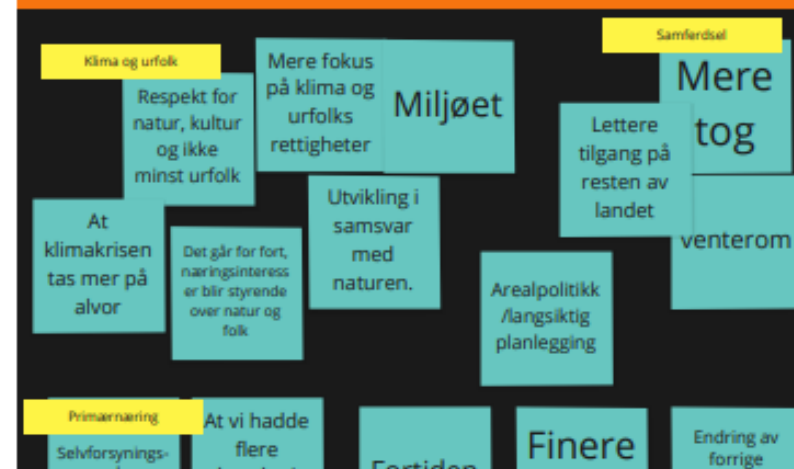 Klima og urfolk
Respekt for
natur, kultur
og ikke
minst urfolk
Mere fokus
på klima og
urfolks
rettigheter
Miljøet
At
klimakrisen
tas mer på
alvor
Det går for fort,
næringsinteress
er blir styrende
over natur og
folk
Utvikling i
samsvar
med
naturen.
Arealpolitikk
/langsiktig
planlegging
Samferdsel
Mere
tog
Lettere
tilgang på
resten av
landet
venterom
Primærnæring
Selvforsynings-
At vi hadde
flere
Fortiden
Finere
Endring av
forrige